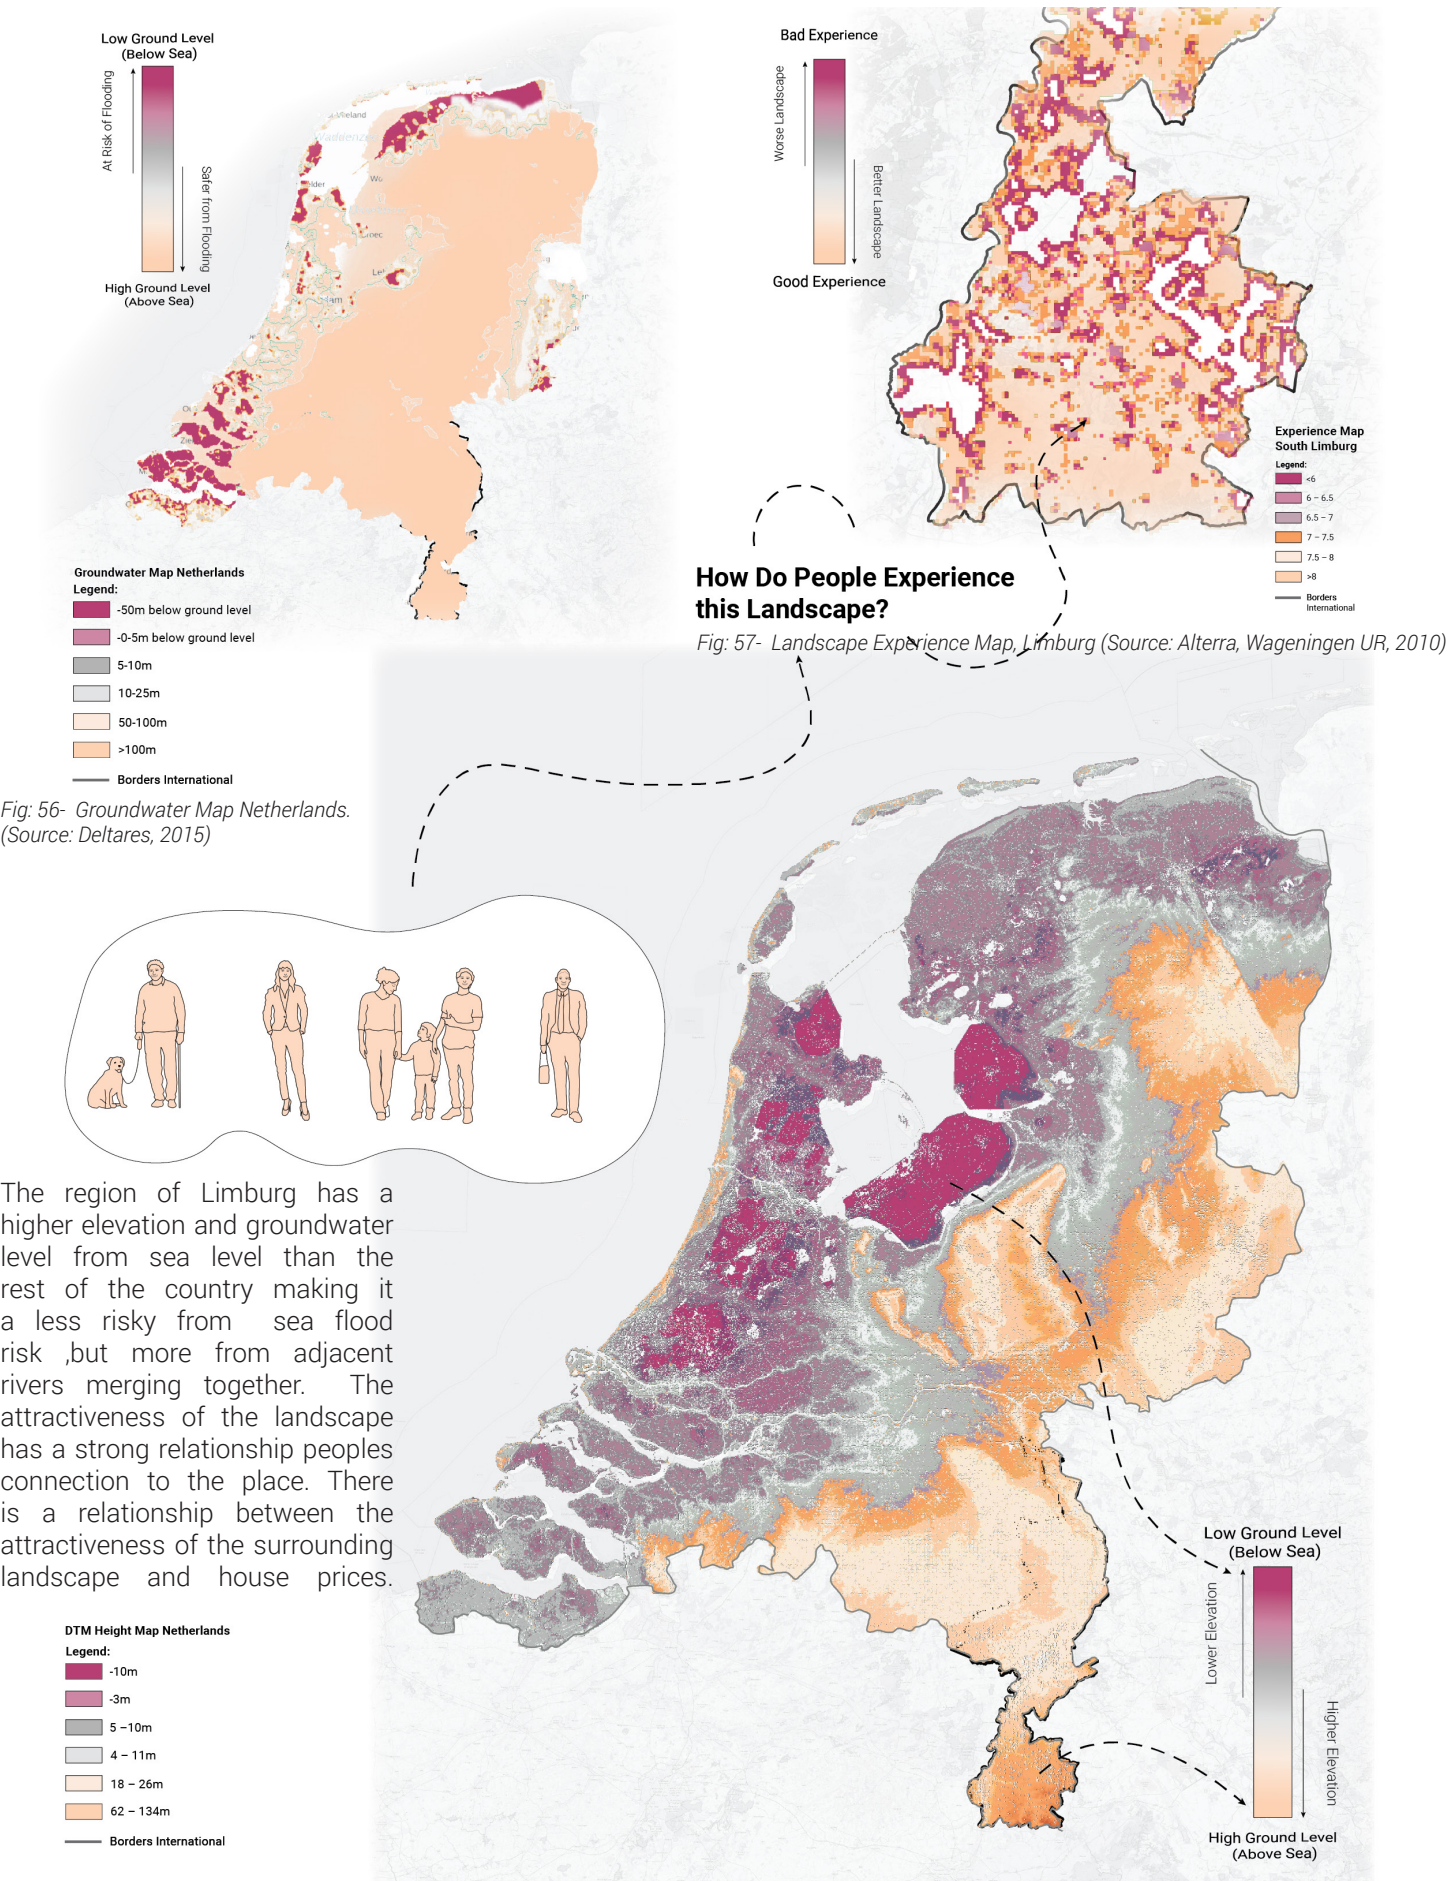 Low Ground Level
(Below Sea)
At Risk of Flooding
Safer from Flooding
High Ground Level
(Above Sea)
Groundwater Map Netherlands
Legend:
-50m below ground level
-0-5m below ground level
5-10m
10-25m
50-100m
>100m
Borders International
Fig: 56-  Groundwater Map Netherlands.
(Source: Deltares, 2015)
Bad Experience
Worse Landscape
Better Landscape
Good Experience
Experience Map
South Limburg
Legend:
<6
6 – 6.5
6.5 – 7
7 – 7.5
7.5 – 8
>8
Borders
International
How Do People Experience
this Landscape?
Fig: 57-  Landscape Experience Map, Limburg (Source: Alterra, Wageningen UR, 2010)
The region of Limburg has a
higher elevation and groundwater
level from sea level than the
rest of the country making it
a less risky from sea flood
risk ,but more from adjacent
rivers merging together. The
attractiveness of the landscape
has a strong relationship peoples
connection to the place. There
is a relationship between the
attractiveness of the surrounding
landscape and house prices.
DTM Height Map Netherlands
Legend:
-10m
-3m
5 –10m
4 – 11m
18 – 26m
62 – 134m
Borders International
Low Ground Level
(Below Sea)
Lower Elevation
Higher Elevation
High Ground Level
(Above Sea)